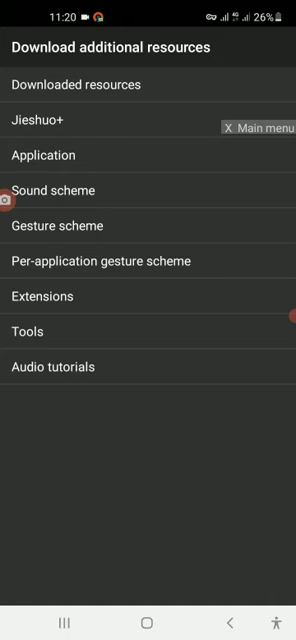 11:20 4G 26%
Download additional resources
Downloaded resources
Jieshuo+
X Main menu
Application
Sound scheme
Gesture scheme
Per-application gesture scheme
Extensions
Tools
Audio tutorials